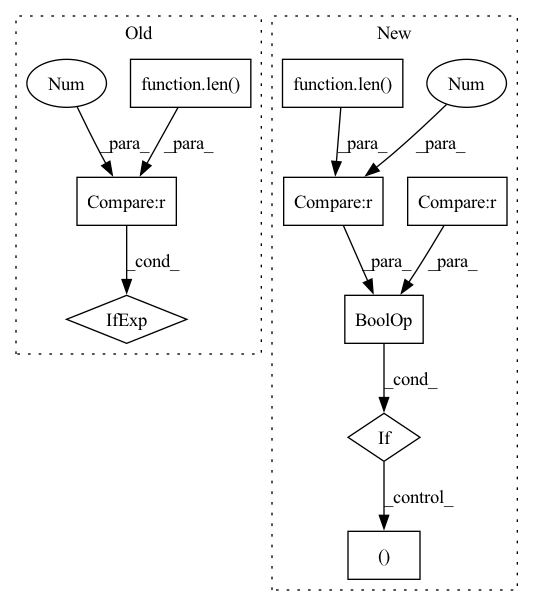 Old
New
Num
function.len()
function.len()
Num
_para_
_para_
_para_
_para_
Compare:r
Compare:r
Compare:r
_cond_
_para_
_para_
IfExp
BoolOp
_cond_
If
_control_
()